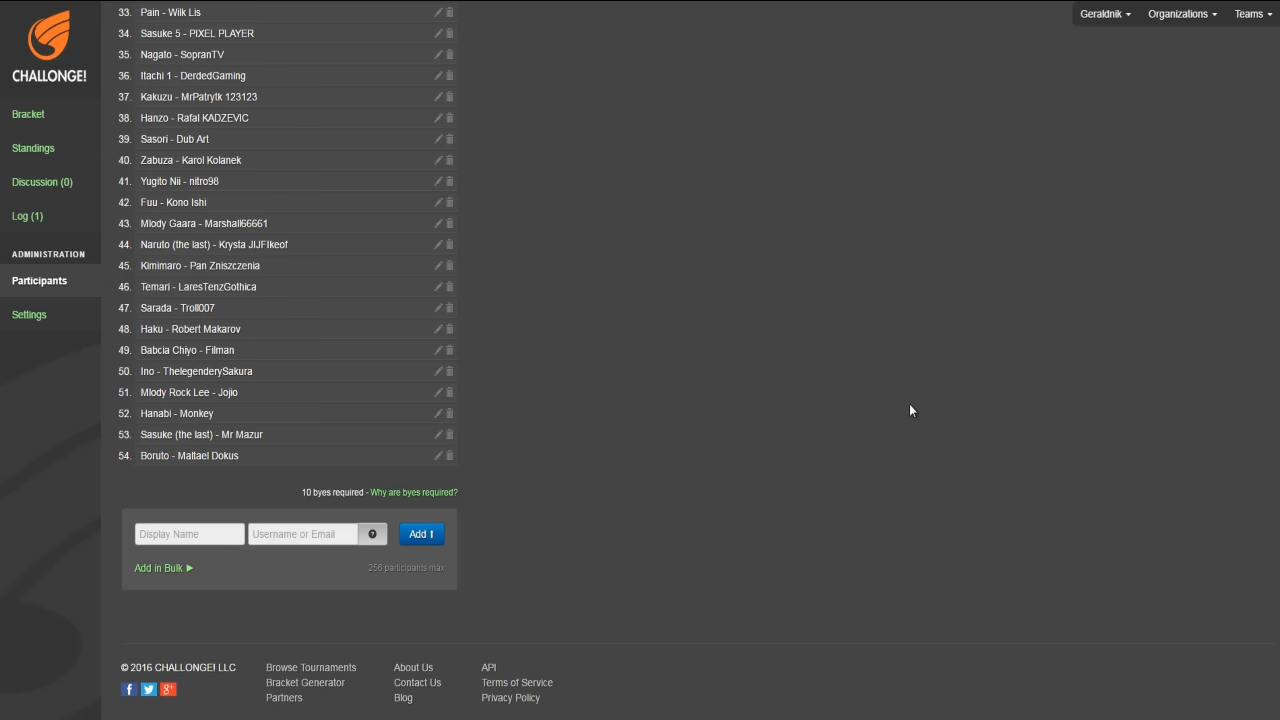 CHALLONGE!
Geraldnik
Organizations
Teams
Bracket
Standings
Discussion (0)
Log (1)
ADMINISTRATION
Participants
Settings
33. Pain - Wilk Lis
34. Sasuke 5 - PIXEL PLAYER
35. Nagato - SopranTV
36. Itachi 1 - DerdedGaming
37. Kakuzu - MrPatrytk 123123
38. Hanzo - Rafal KADZEVIC
39. Sasori - Dub Art
40. Zabuza - Karol Kolanek
41. Yugito Nii - nitro98
42. Fuu - Kono Ishi
43. Mlody Gaara - Marshall66661
44. Naruto (the last) - Krysta JIJFIkeof
45. Kimimaro - Pan Zniszczenia
46. Temari - LaresTenzGothica
47. Sarada - Troll007
48. Haku - Robert Makarov
49. Babcia Chiyo - Filman
50. Ino - ThelegenderySakura
51. Mlody Rock Lee - Jojio
52. Hanabi - Monkey
53. Sasuke (the last) - Mr Mazur
54. Boruto - Maltael Dokus
10 byes required - Why are byes required?
Display Name
Username or Email
?
Add
Add in Bulk
256 participants max
© 2016 CHALLONGE! LLC
Browse Tournaments
Bracket Generator
Partners
About Us
Contact Us
Blog
API
Terms of Service
Privacy Policy